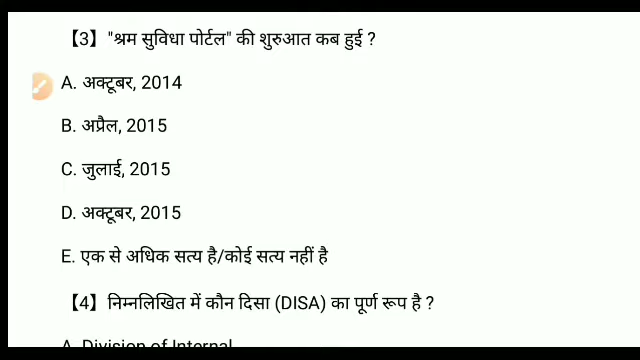 【3】 "श्रम सुविधा पोर्टल" की शुरुआत कब हुई ?
A. अक्टूबर, 2014
B. अप्रैल, 2015
C. जुलाई, 2015
D. अक्टूबर, 2015
E. एक से अधिक सत्य है/कोई सत्य नहीं है
【4】 निम्नलिखित में कौन दिसा (DISA) का पूर्ण रूप है ?
A. Division of Internal